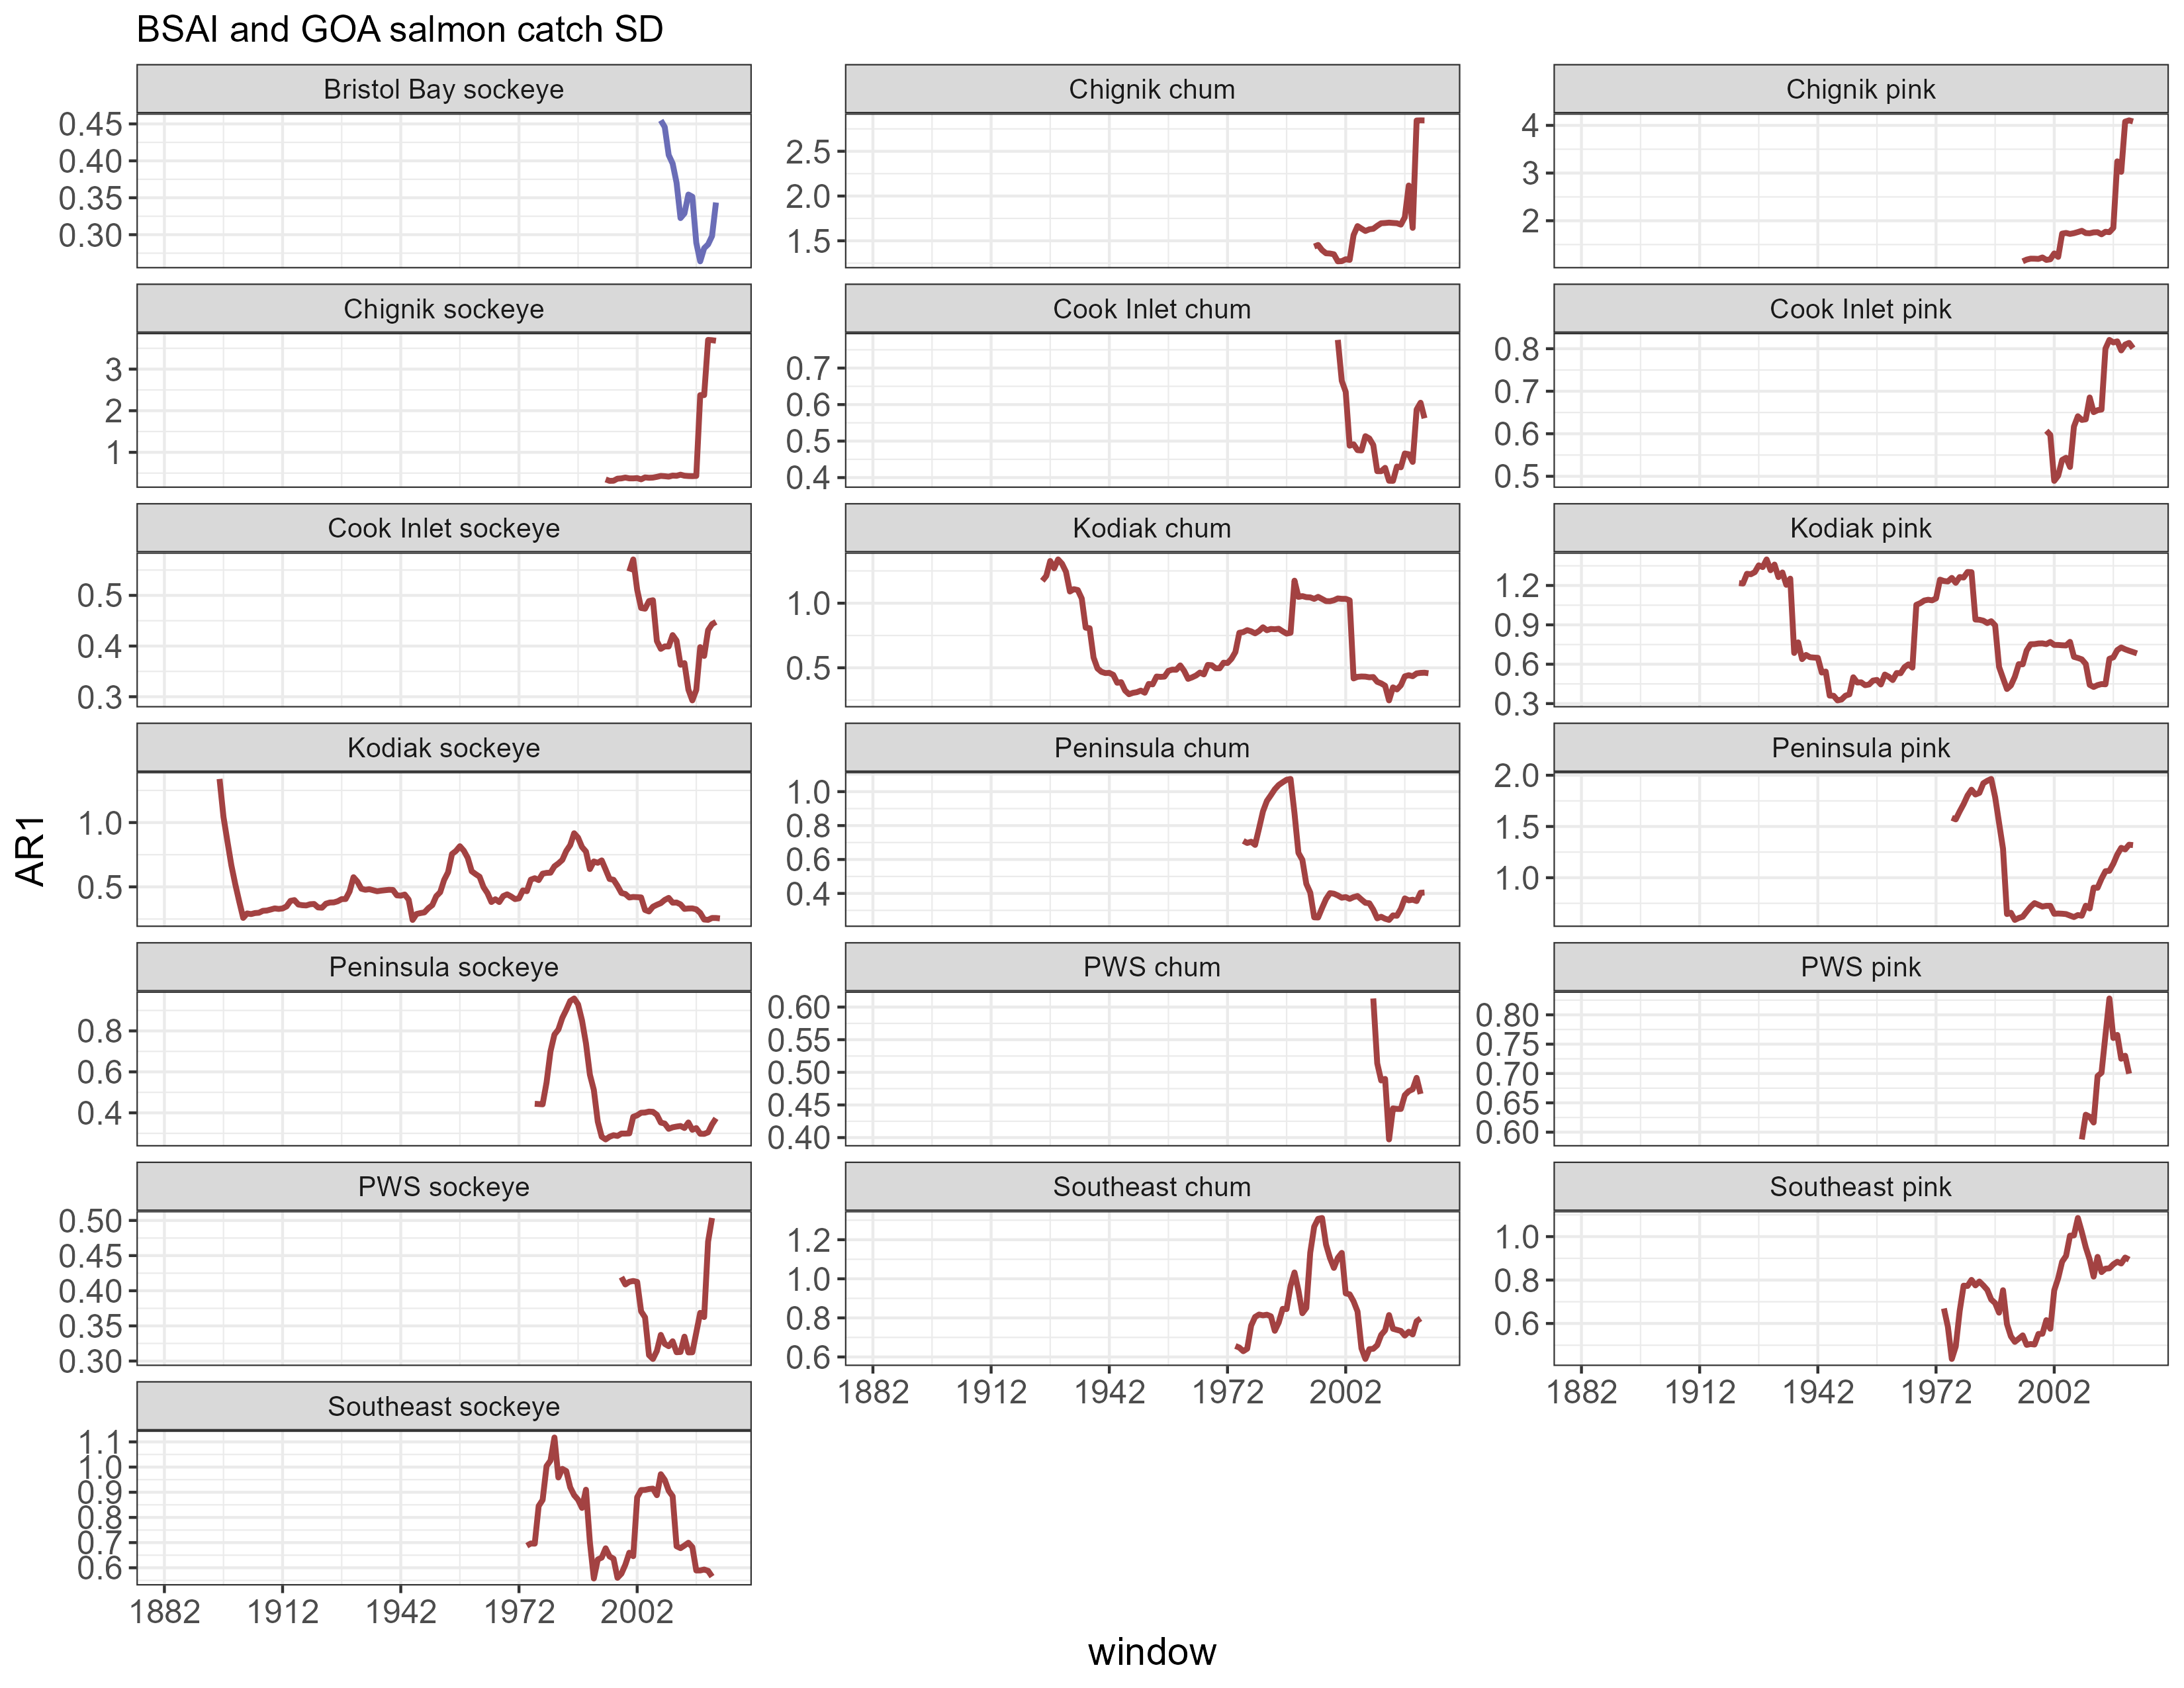 BSAI and GOA salmon catch SD
Bristol Bay sockeye
0.45
0.40
0.35
0.30
Chignik chum
2.5
2.0
1.5
Chignik pink
4
3
2
Chignik sockeye
3
2
1
Cook Inlet chum
0.7
0.6
0.5
0.4
Cook Inlet pink
0.8
0.7
0.6
0.5
Cook Inlet sockeye
0.5
0.4
0.3
Kodiak chum
1.0
0.5
Kodiak pink
1.2
0.9
0.6
0.3
Kodiak sockeye
1.0
0.5
Peninsula chum
1.0
0.8
0.6
0.4
Peninsula pink
2.0
1.5
1.0
Peninsula sockeye
0.8
0.6
0.4
PWS chum
0.60
0.55
0.50
0.45
0.40
PWS pink
0.80
0.75
0.70
0.65
0.60
PWS sockeye
0.50
0.45
0.40
0.35
0.30
Southeast chum
1.2
1.0
0.8
0.6
1882 1912 1942 1972 2002
Southeast pink
1.0
0.8
0.6
1882 1912 1942 1972 2002
Southeast sockeye
1.1
1.0
0.9
0.8
0.7
0.6
1882 1912 1942 1972 2002
AR1
window